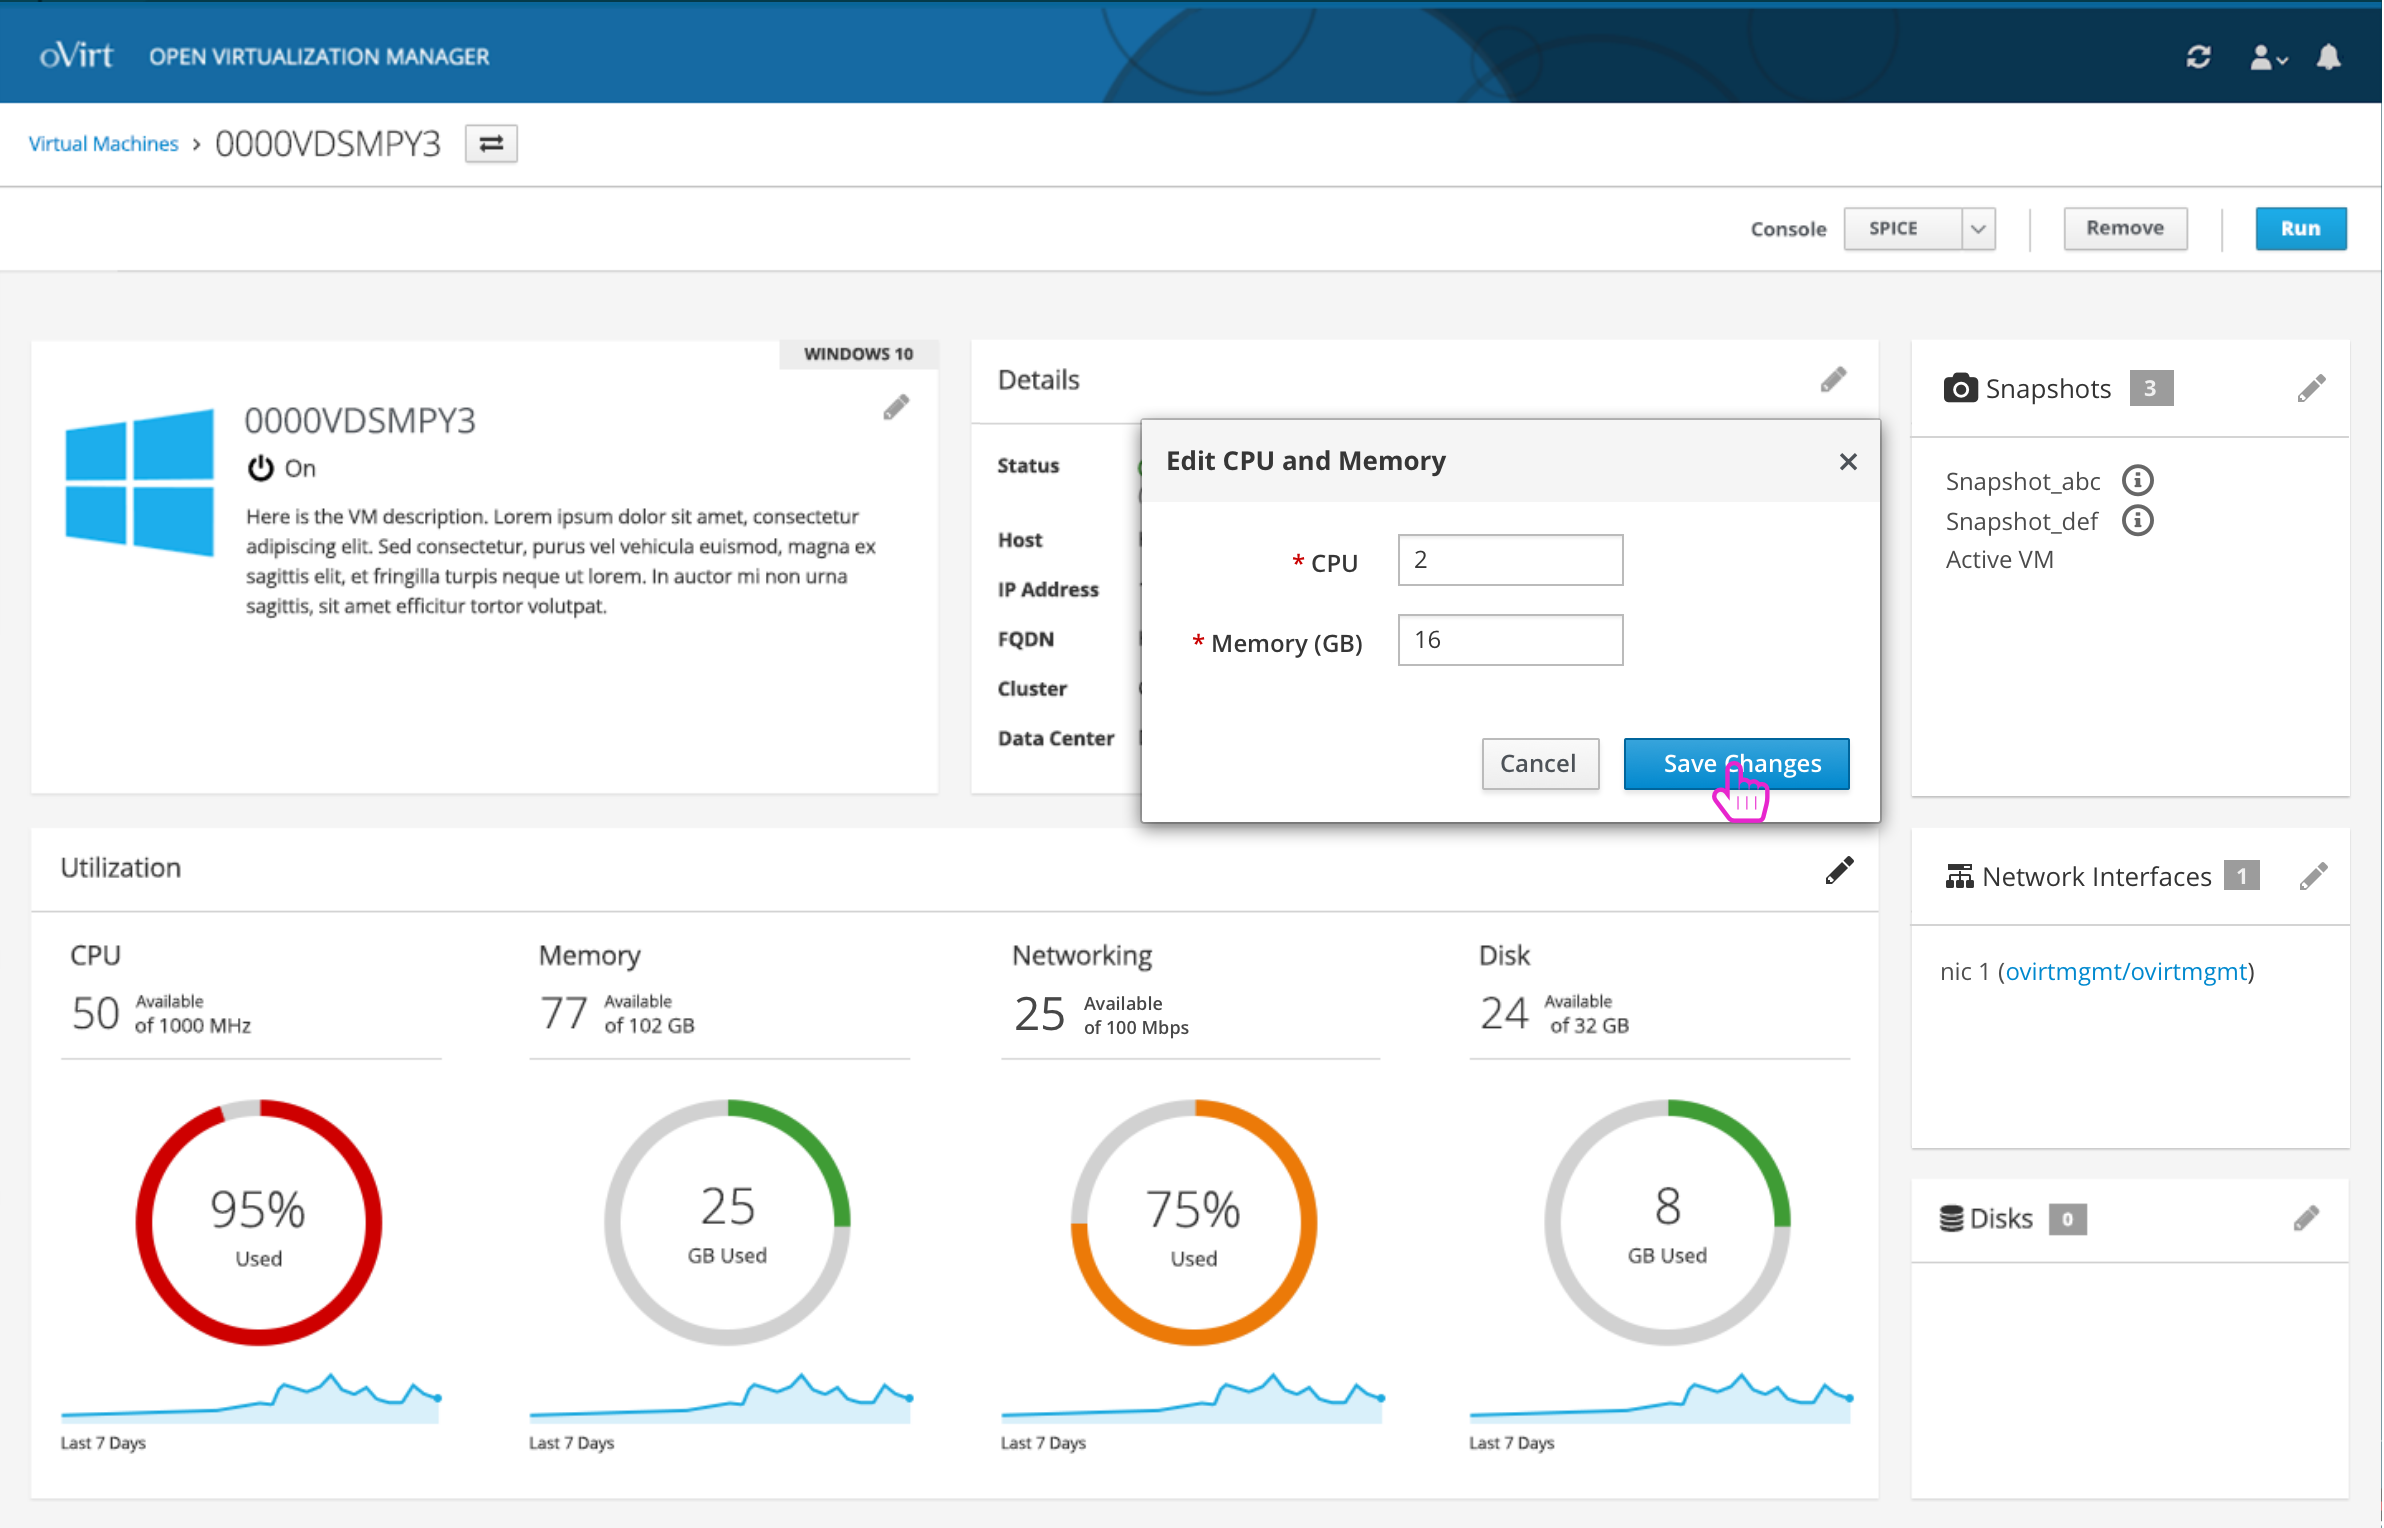 oVirt OPEN VIRTUALIZATION MANAGER
Virtual Machines > 0000VDSMPY3
Console SPICE Remove Run
WINDOWS 10
0000VDSMPY3
On
Here is the VM description. Lorem ipsum dolor sit amet, consectetur
adipiscing elit. Sed consectetur, purus vel vehicula euismod, magna ex
sagittis elit, et fringilla turpis neque ut lorem. In auctor mi non urna
sagittis, sit amet efficitur tortor volutpat.
Details
Status
Host
IP Address
FQDN
Cluster
Data Center
Edit CPU and Memory ×
* CPU 2
* Memory (GB) 16
Cancel Save Changes
Snapshots 3
Snapshot_abc
Snapshot_def
Active VM
Utilization
CPU
50 Available
of 1000 MHz
95%
Used
Last 7 Days
Memory
77 Available
of 102 GB
25
GB Used
Last 7 Days
Networking
25 Available
of 100 Mbps
75%
Used
Last 7 Days
Disk
24 Available
of 32 GB
8
GB Used
Last 7 Days
Network Interfaces 1
nic 1 (ovirtmgmt/ovirtmgmt)
Disks 0